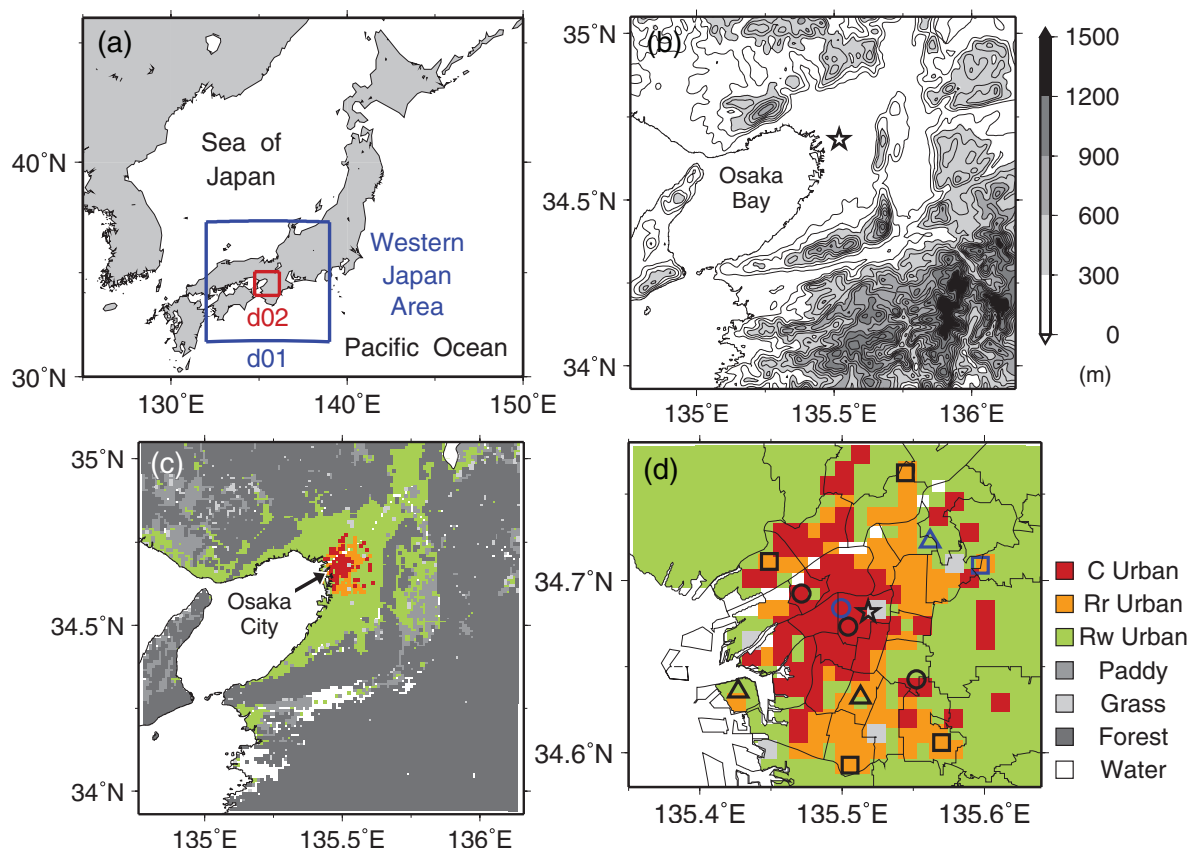 (a)
Sea of
Japan
Western
Japan
Area
d02
d01
Pacific Ocean
40˚N
30˚N
130˚E
140˚E
150˚E
(b)
Osaka
Bay
35˚N
34.5˚N
34˚N
135˚E
135.5˚E
136˚E
1500
1200
900
600
300
0
(m)
(c)
Osaka
City
35˚N
34.5˚N
34˚N
135˚E
135.5˚E
136˚E
(d)
34.7˚N
34.6˚N
135.4˚E
135.5˚E
135.6˚E
C Urban
Rr Urban
Rw Urban
Paddy
Grass
Forest
Water